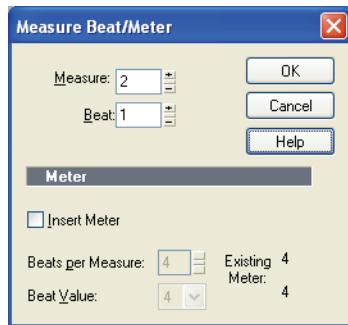 Measure Beat/Meter
Measure: 2
OK
Beat: 1
Cancel
Help
Meter
Insert Meter
Beats per Measure: 4
Existing Meter: 4
Beat Value: 4
4